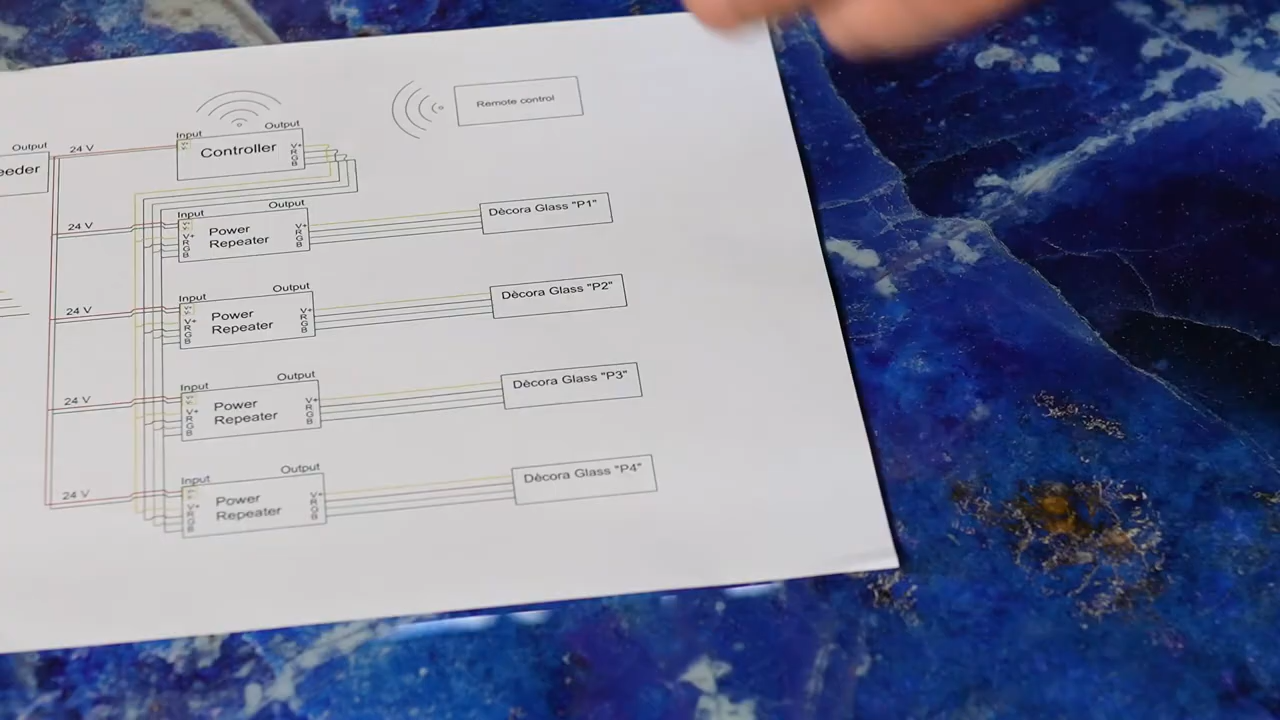 Remote control
Output
24 V
Input
Output
Controller
V+
R
G
B
24 V
Input
Output
Power
Repeater
V+
R
G
B
V+
R
G
B
Dècora Glass "P1"
24 V
Input
Output
Power
Repeater
V+
R
G
B
V+
R
G
B
Dècora Glass "P2"
24 V
Input
Output
Power
Repeater
V+
R
G
B
V+
R
G
B
Dècora Glass "P3"
24 V
Input
Output
Power
Repeater
V+
R
G
B
V+
R
G
B
Dècora Glass "P4"